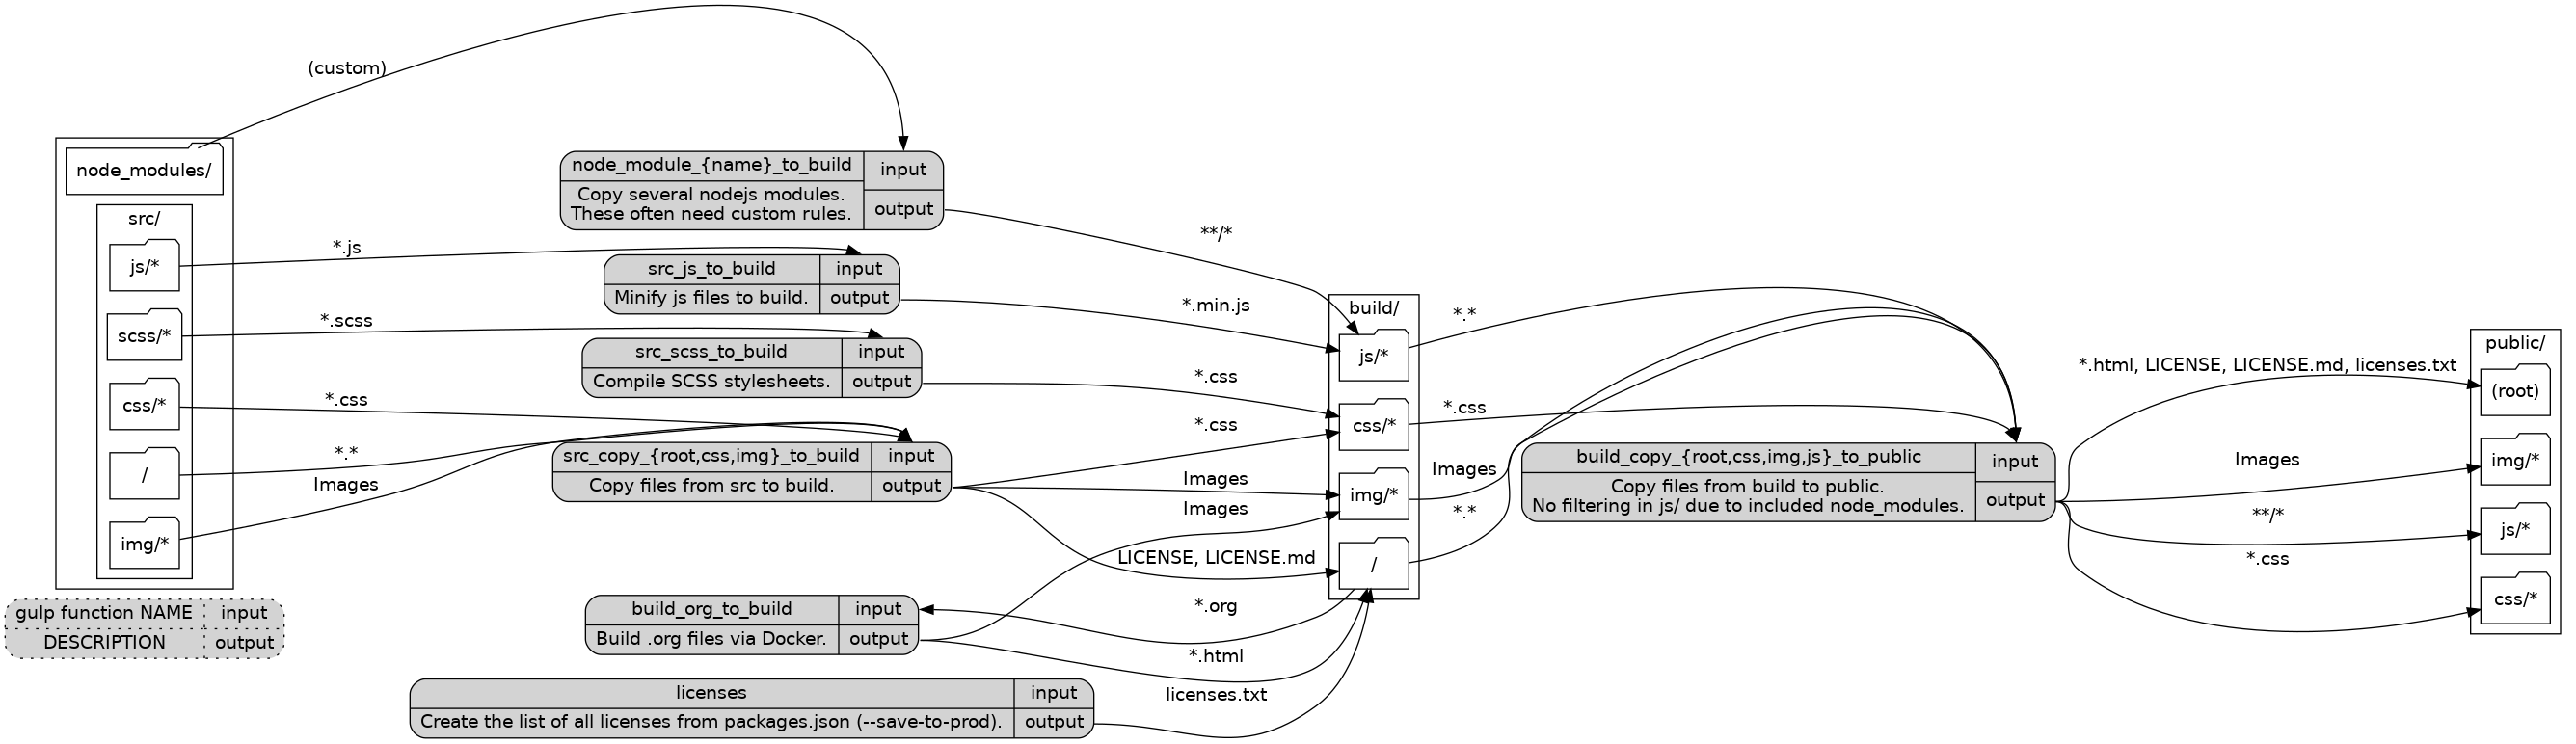 (custom)
node_modules/
src/
js/*
scss/*
css/*
/
img/*
gulp function NAME
input
DESCRIPTION
output
*.js
*.scss
*.css
*.*
Images
node_module_{name}_to_build
input
Copy several nodejs modules.
These often need custom rules.
output
src_js_to_build
input
Minify js files to build.
output
src_scss_to_build
input
Compile SCSS stylesheets.
output
src_copy_{root,css,img}_to_build
input
Copy files from src to build.
output
build_org_to_build
input
Build .org files via Docker.
output
licenses
input
Create the list of all licenses from packages.json (--save-to-prod).
output
**/*
*.min.js
*.css
*.css
Images
Images
LICENSE, LICENSE.md
*.org
*.html
licenses.txt
build/
js/*
css/*
img/*
/
*.*
*.css
Images
*.*
build_copy_{root,css,img,js}_to_public
input
Copy files from build to public.
No filtering in js/ due to included node_modules.
output
*.html, LICENSE, LICENSE.md, licenses.txt
Images
**/*
*.css
public/
(root)
img/*
js/*
css/*